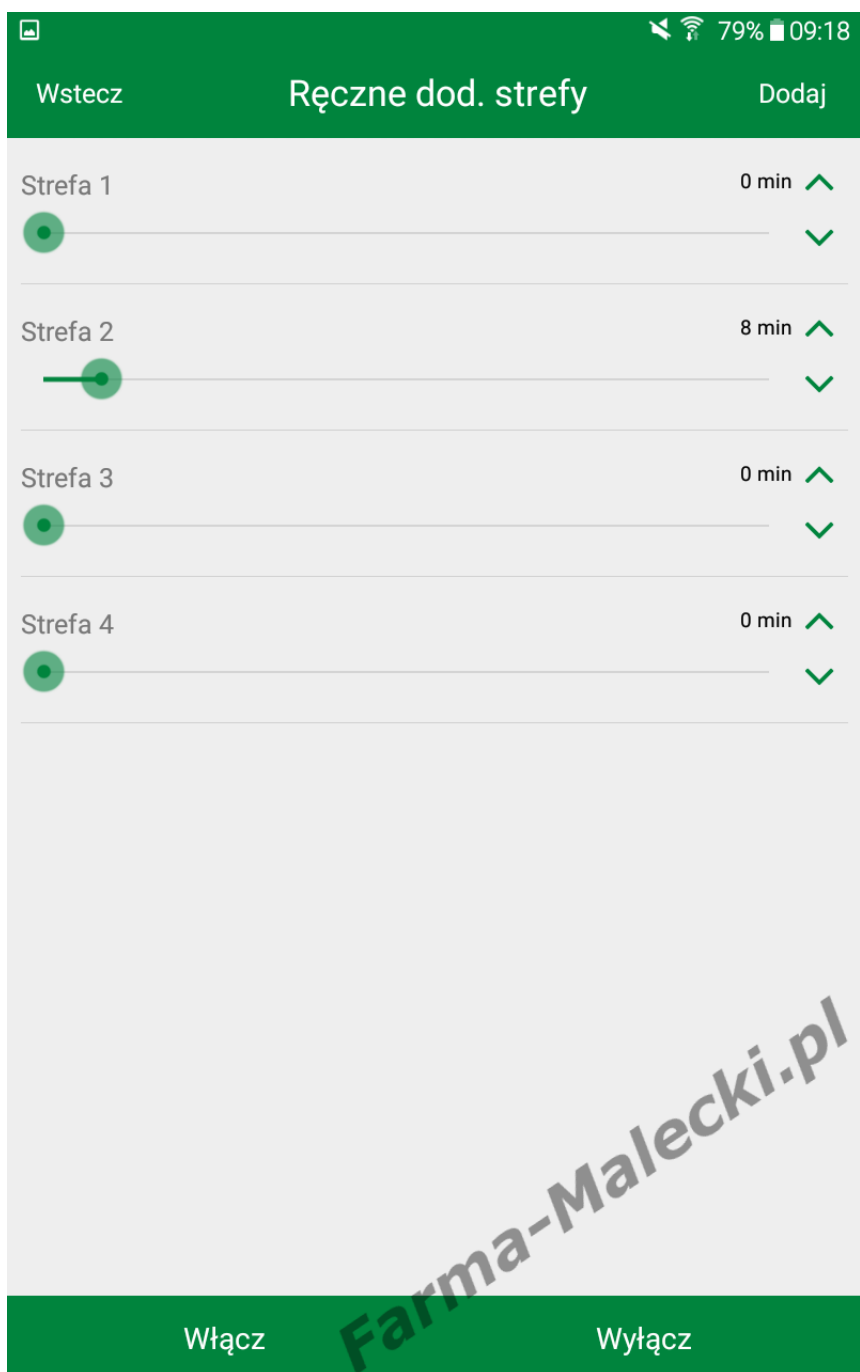 79% 09:18
Wstecz Ręczne dod. strefy Dodaj
Strefa 1 0 min
Strefa 2 8 min
Strefa 3 0 min
Strefa 4 0 min
Farma-Malecki.pl
Włącz Wyłącz